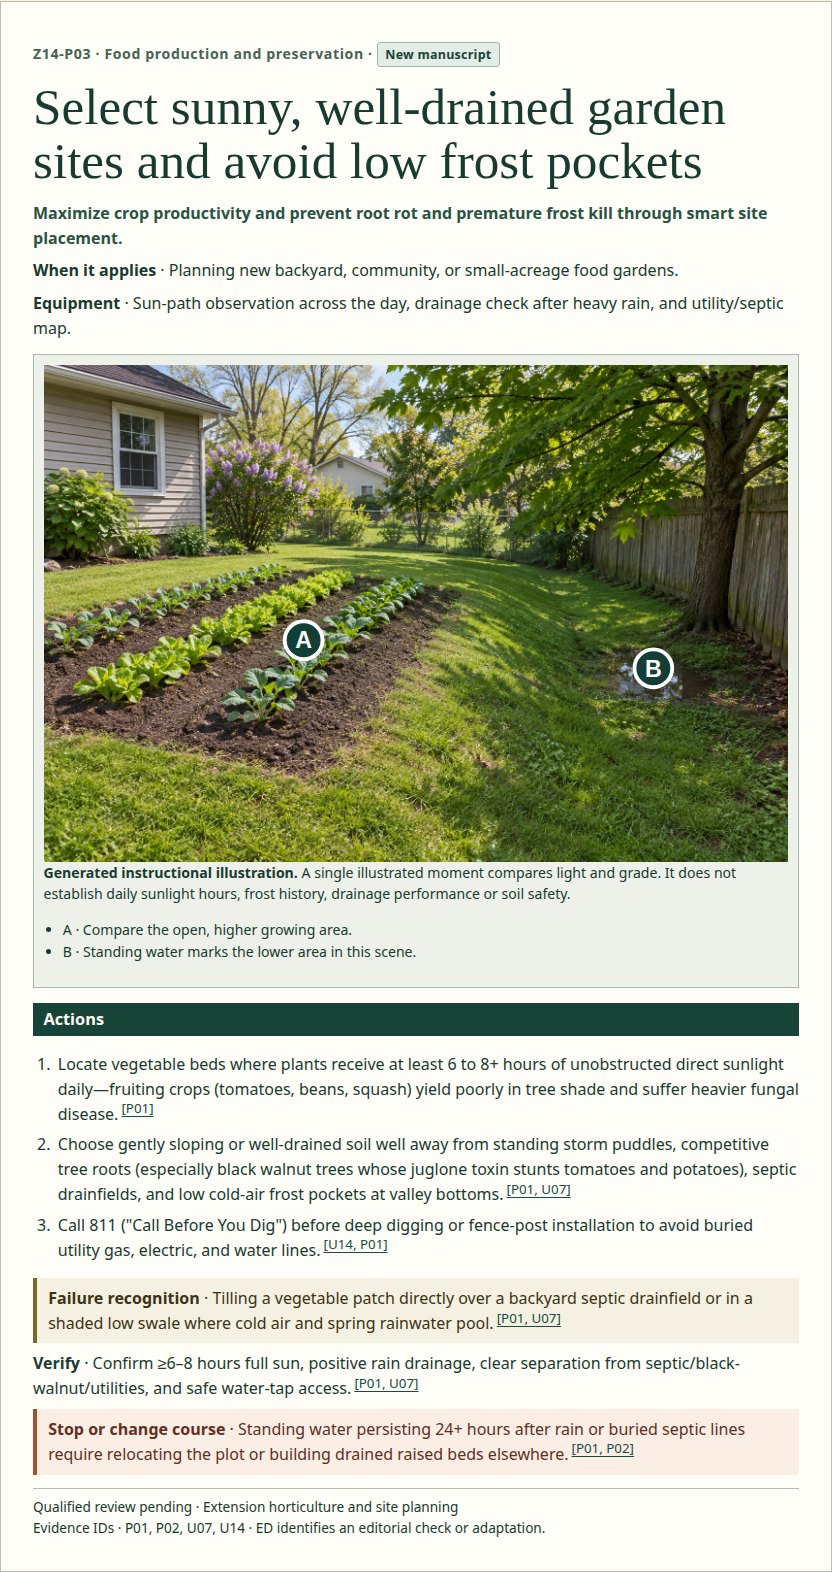 Z14-P03 · Food production and preservation · New manuscript
Select sunny, well-drained garden
sites and avoid low frost pockets
Maximize crop productivity and prevent root rot and premature frost kill through smart site
placement.
When it applies · Planning new backyard, community, or small-acreage food gardens.
Equipment · Sun-path observation across the day, drainage check after heavy rain, and utility/septic
map.
A
B
Generated instructional illustration. A single illustrated moment compares light and grade. It does not
establish daily sunlight hours, frost history, drainage performance or soil safety.
• A · Compare the open, higher growing area.
• B · Standing water marks the lower area in this scene.
Actions
1. Locate vegetable beds where plants receive at least 6 to 8+ hours of unobstructed direct sunlight
daily—fruiting crops (tomatoes, beans, squash) yield poorly in tree shade and suffer heavier fungal
disease. [P01]
2. Choose gently sloping or well-drained soil well away from standing storm puddles, competitive
tree roots (especially black walnut trees whose juglone toxin stunts tomatoes and potatoes), septic
drainfields, and low cold-air frost pockets at valley bottoms. [P01, U07]
3. Call 811 ("Call Before You Dig") before deep digging or fence-post installation to avoid buried
utility gas, electric, and water lines. [U14, P01]
Failure recognition · Tilling a vegetable patch directly over a backyard septic drainfield or in a
shaded low swale where cold air and spring rainwater pool. [P01, U07]
Verify · Confirm ≥6–8 hours full sun, positive rain drainage, clear separation from septic/black-
walnut/utilities, and safe water-tap access. [P01, U07]
Stop or change course · Standing water persisting 24+ hours after rain or buried septic lines
require relocating the plot or building drained raised beds elsewhere. [P01, P02]
Qualified review pending · Extension horticulture and site planning
Evidence IDs · P01, P02, U07, U14 · ED identifies an editorial check or adaptation.